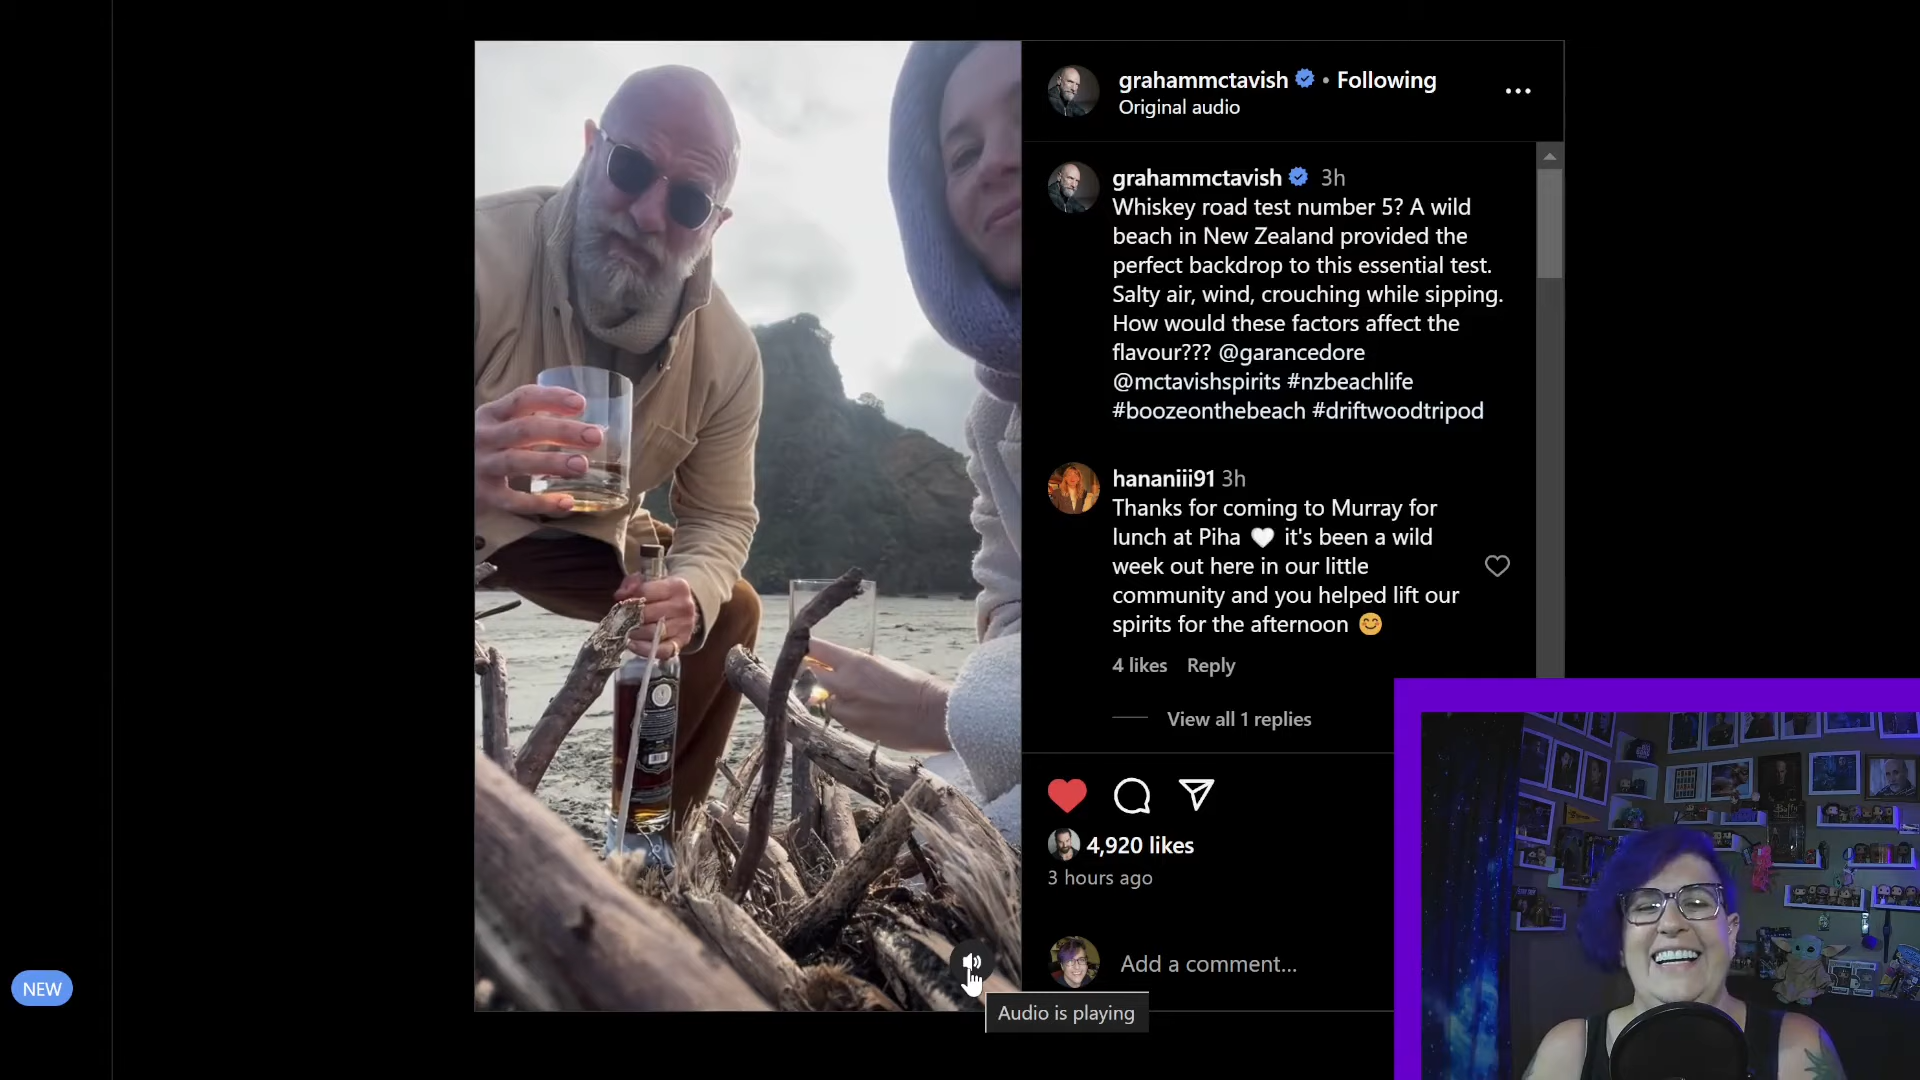 grahammctavish • Following
Original audio
grahammctavish 3h
Whiskey road test number 5? A wild
beach in New Zealand provided the
perfect backdrop to this essential test.
Salty air, wind, crouching while sipping.
How would these factors affect the
flavour??? @garancedore
@mctavishspirits #nzbeachlife
#boozeonthebeach #driftwoodtripod
hananiii91 3h
Thanks for coming to Murray for
lunch at Piha 🤍 it's been a wild
week out here in our little
community and you helped lift our
spirits for the afternoon 😊
4 likes Reply
View all 1 replies
4,920 likes
3 hours ago
Add a comment...
Audio is playing
NEW